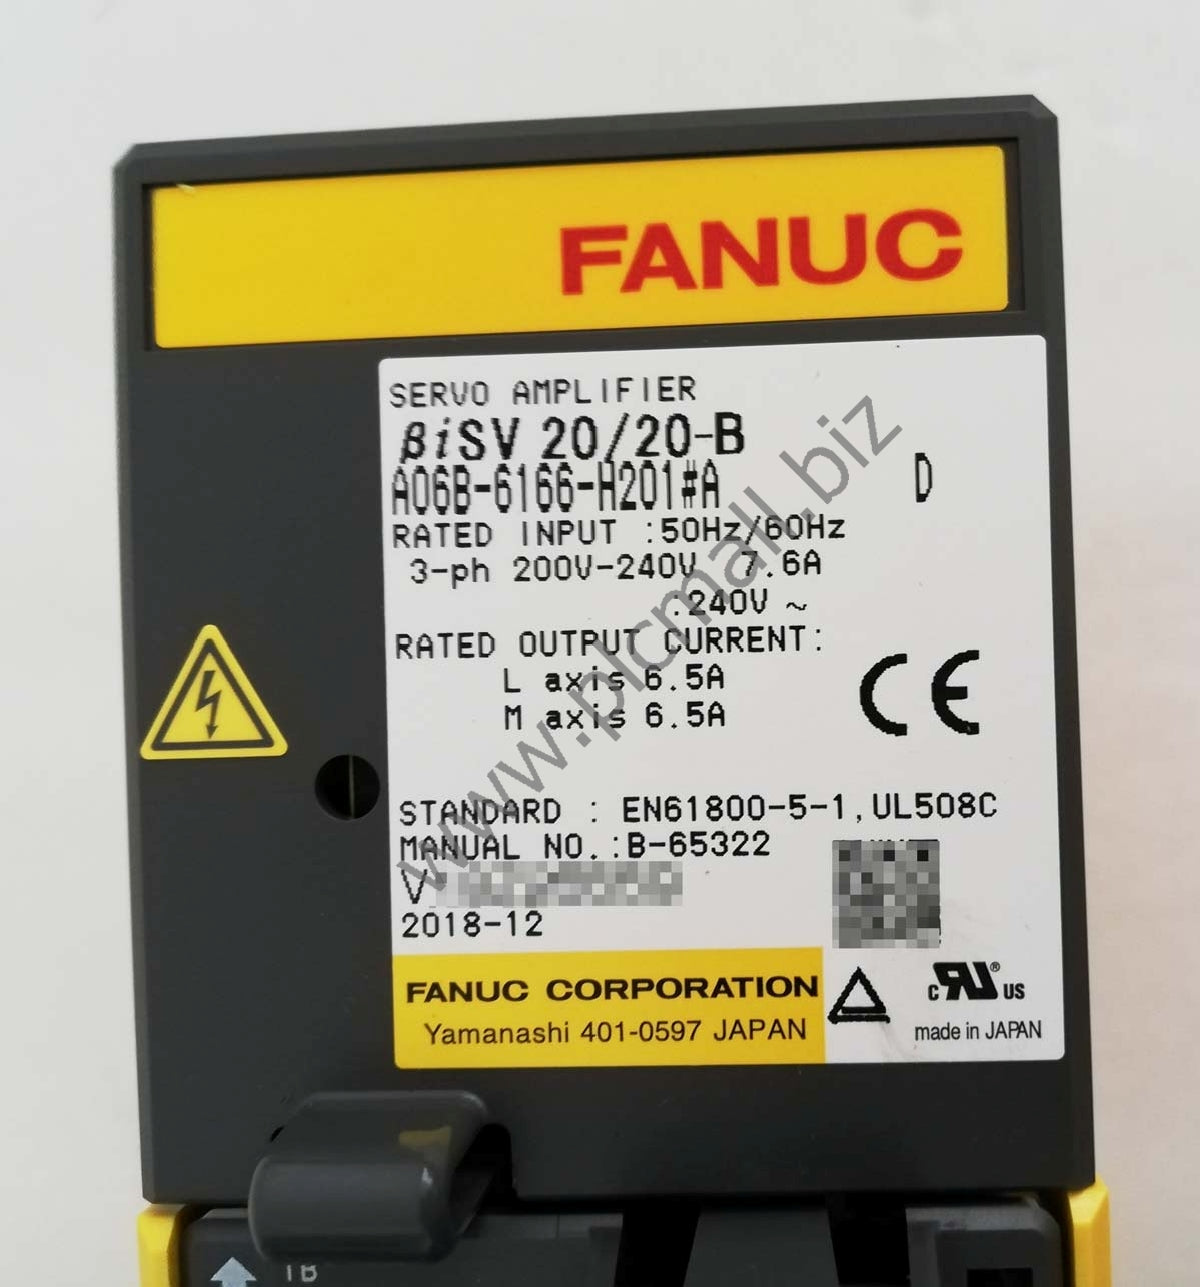 FANUC
SERVO AMPLIFIER
βiSV 20/20-B
A06B-6166-H201#A
D
RATED INPUT :50Hz/60Hz
3-ph 200V-240V 7.6A
:240V ~
RATED OUTPUT CURRENT:
L axis 6.5A
M axis 6.5A
CE
STANDARD : EN61800-5-1,UL508C
MANUAL NO.:B-65322
V
2018-12
FANUC CORPORATION
Yamanashi 401-0597 JAPAN
c RU® US
made in JAPAN
www.plcmall.biz